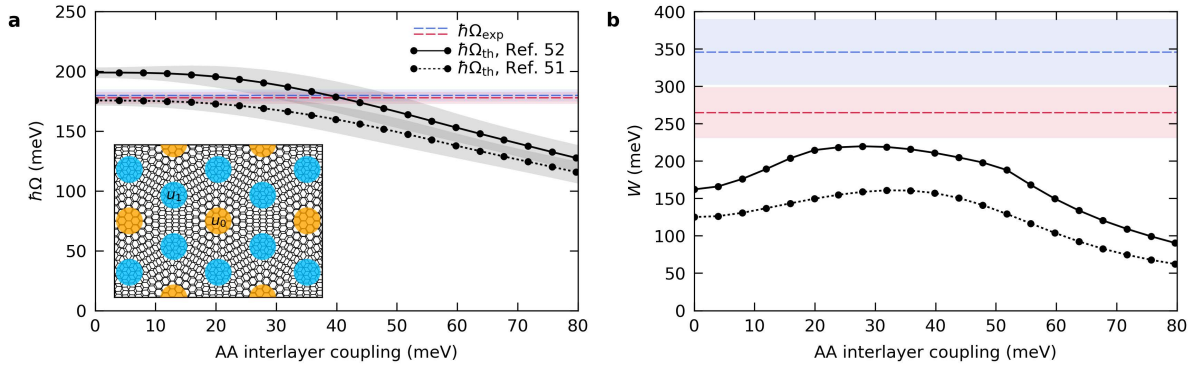 a
250
200
150
100
50
0
ħΩ (meV)
ħΩexp
ħΩth, Ref. 52
ħΩth, Ref. 51
u1
u0
0 10 20 30 40 50 60 70 80
AA interlayer coupling (meV)
b
400
350
300
250
200
150
100
50
0
W (meV)
0 10 20 30 40 50 60 70 80
AA interlayer coupling (meV)